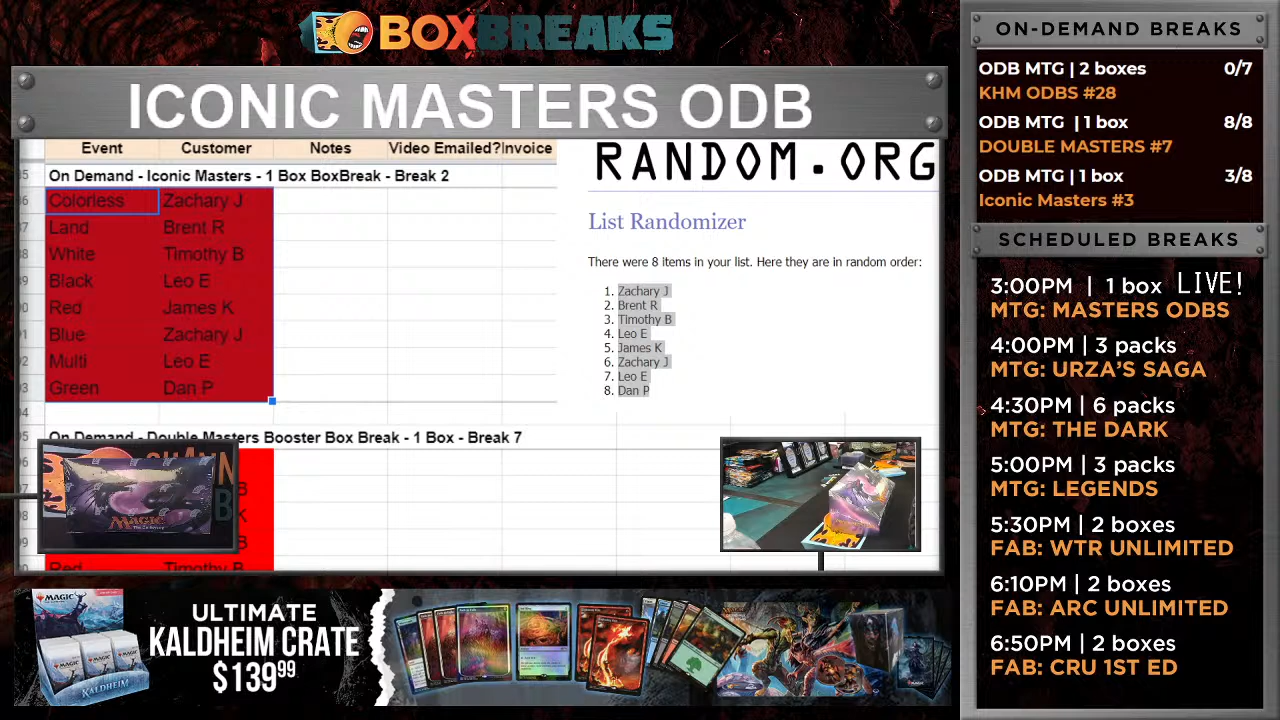 BOXBREAKS
ICONIC MASTERS ODB
Event Customer Notes Video Emailed? Invoice
On Demand - Iconic Masters - 1 Box BoxBreak - Break 2
Colorless Zachary J
Land Brent R
White Timothy B
Black Leo E
Red James K
Blue Zachary J
Multi Leo E
Green Dan P
On Demand - Double Masters Booster Box Break - 1 Box - Break 7
Red Timothy B
RANDOM.ORG
List Randomizer
There were 8 items in your list. Here they are in random order:
1. Zachary J
2. Brent R
3. Timothy B
4. Leo E
5. James K
6. Zachary J
7. Leo E
8. Dan P
MAGIC
ON-DEMAND BREAKS
ODB MTG | 2 boxes 0/7
KHM ODBS #28
ODB MTG | 1 box 8/8
DOUBLE MASTERS #7
ODB MTG | 1 box 3/8
Iconic Masters #3
SCHEDULED BREAKS
3:00PM | 1 box LIVE!
MTG: MASTERS ODBS
4:00PM | 3 packs
MTG: URZA'S SAGA
4:30PM | 6 packs
MTG: THE DARK
5:00PM | 3 packs
MTG: LEGENDS
5:30PM | 2 boxes
FAB: WTR UNLIMITED
6:10PM | 2 boxes
FAB: ARC UNLIMITED
6:50PM | 2 boxes
FAB: CRU 1ST ED
MAGIC
KALDHEIM
ULTIMATE
KALDHEIM CRATE
$139.99